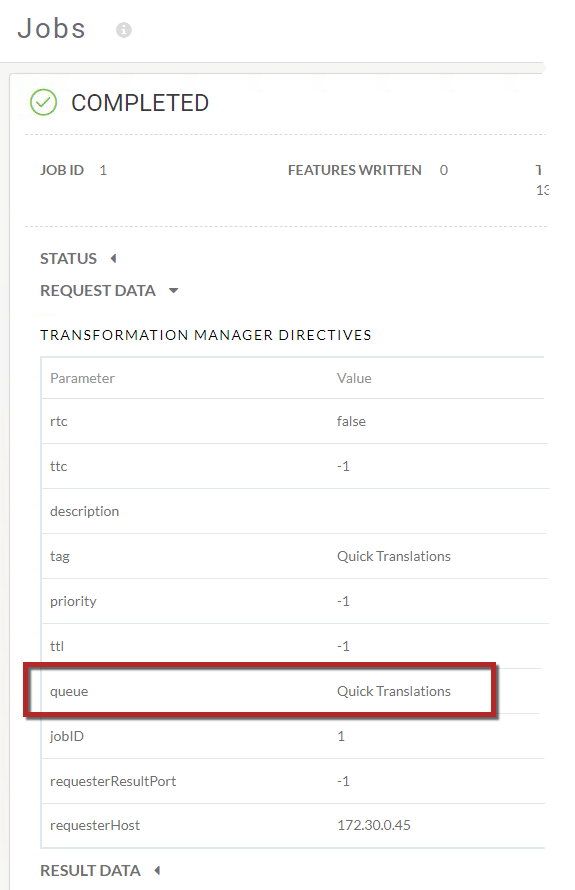 Jobs
COMPLETED
JOB ID 1 FEATURES WRITTEN 0
STATUS
REQUEST DATA
TRANSFORMATION MANAGER DIRECTIVES
Parameter Value
rtc false
ttc -1
description
tag Quick Translations
priority -1
ttl -1
queue Quick Translations
jobID 1
requesterResultPort -1
requesterHost 172.30.0.45
RESULT DATA